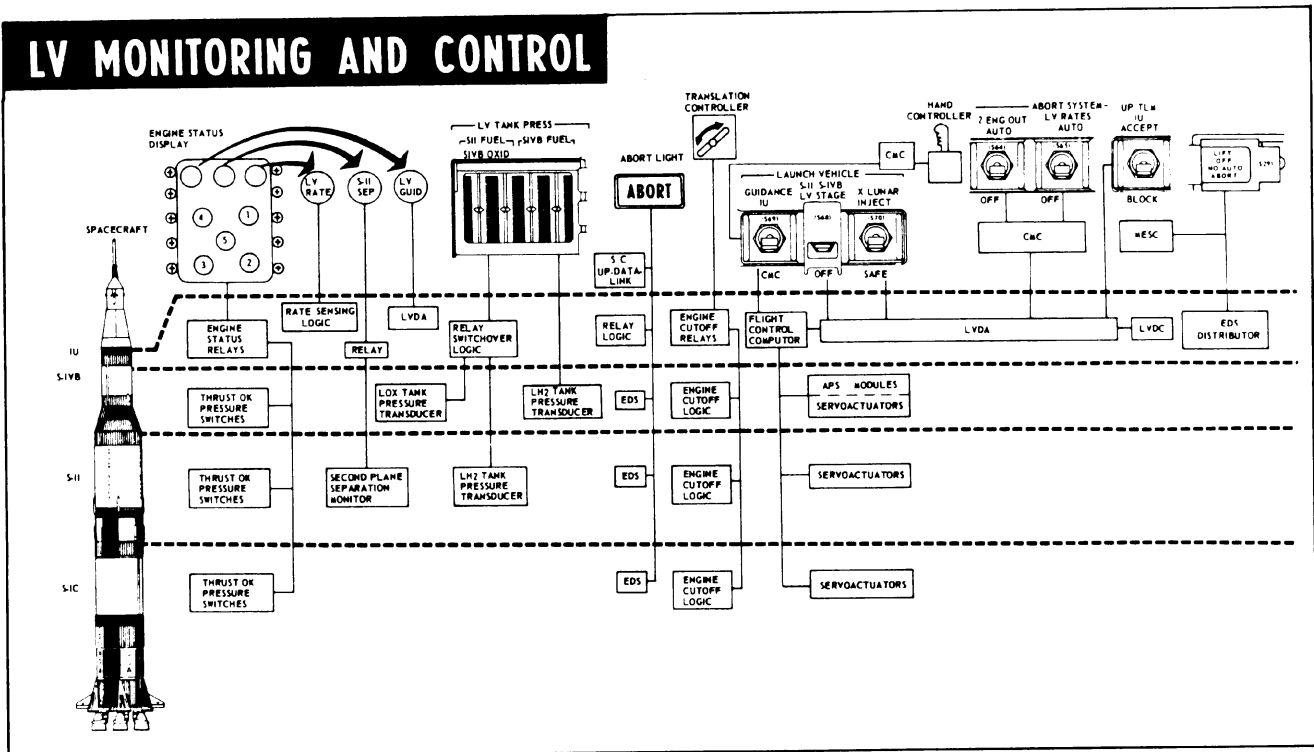 LV MONITORING AND CONTROL
ENGINE STATUS
DISPLAY
4
1
5
3
2
LV
RATE
S-II
SEP
LV
GUID
LV TANK PRESS
SII FUEL
SIVB FUEL
SIVB OXID
ABORT LIGHT
ABORT
TRANSLATION
CONTROLLER
CMC
HAND
CONTROLLER
ABORT SYSTEM-
2 ENG OUT
AUTO
LV RATES
AUTO
UP TLM
IU
ACCEPT
S64
S65
OFF
OFF
BLOCK
LIFT
OFF
NO AUTO
ABORT
S291
LAUNCH VEHICLE
GUIDANCE
IU
S-II S-IVB
LV STAGE
X LUNAR
INJECT
S69
S68
S70
CMC
OFF
SAFE
CMC
MESC
SPACECRAFT
S C
UP-DATA-
LINK
IU
ENGINE
STATUS
RELAYS
RATE SENSING
LOGIC
RELAY
LVDA
RELAY
SWITCHOVER
LOGIC
RELAY
LOGIC
ENGINE
CUTOFF
RELAYS
FLIGHT
CONTROL
COMPUTOR
LVDA
LVDC
EDS
DISTRIBUTOR
S-IVB
THRUST OK
PRESSURE
SWITCHES
LOX TANK
PRESSURE
TRANSDUCER
LH2 TANK
PRESSURE
TRANSDUCER
EDS
ENGINE
CUTOFF
LOGIC
APS MODULES
SERVOACTUATORS
S-II
THRUST OK
PRESSURE
SWITCHES
SECOND PLANE
SEPARATION
MONITOR
LH2 TANK
PRESSURE
TRANSDUCER
EDS
ENGINE
CUTOFF
LOGIC
SERVOACTUATORS
S-IC
THRUST OK
PRESSURE
SWITCHES
EDS
ENGINE
CUTOFF
LOGIC
SERVOACTUATORS